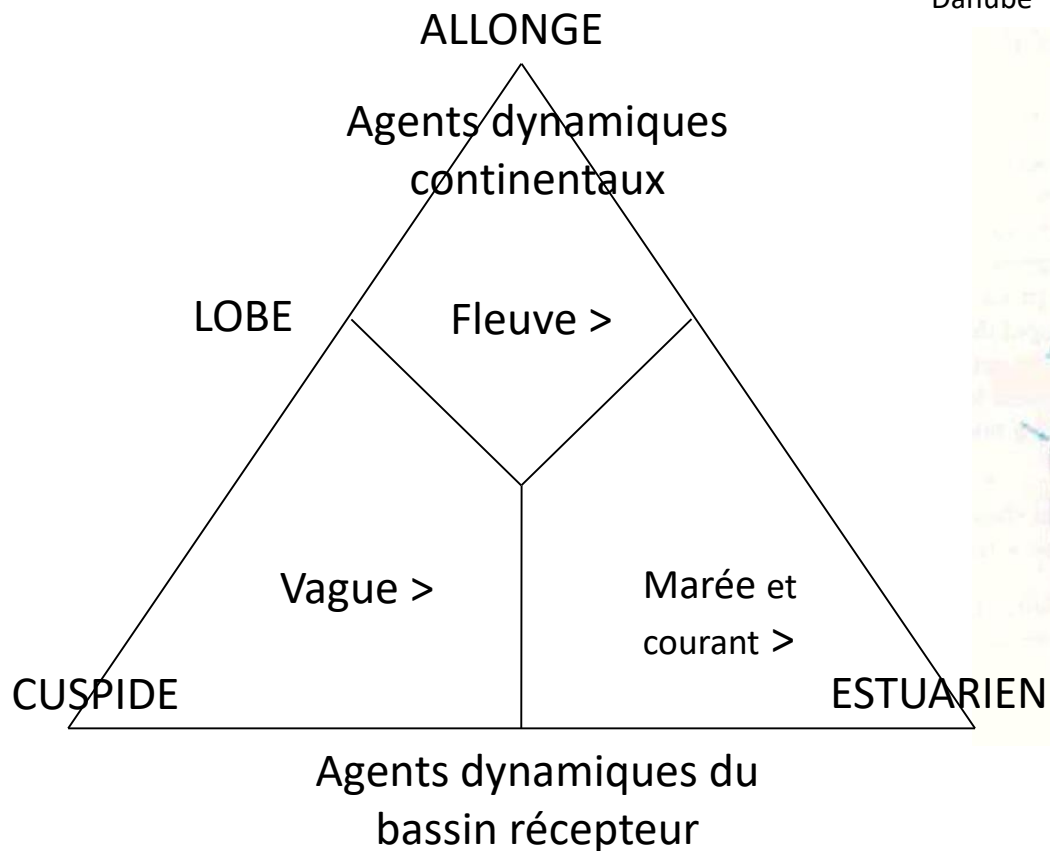 Danube
ALLONGE
Agents dynamiques
continentaux
LOBE
Fleuve >
Vague >
Marée et
courant >
CUSPIDE
ESTUARIEN
Agents dynamiques du
bassin récepteur